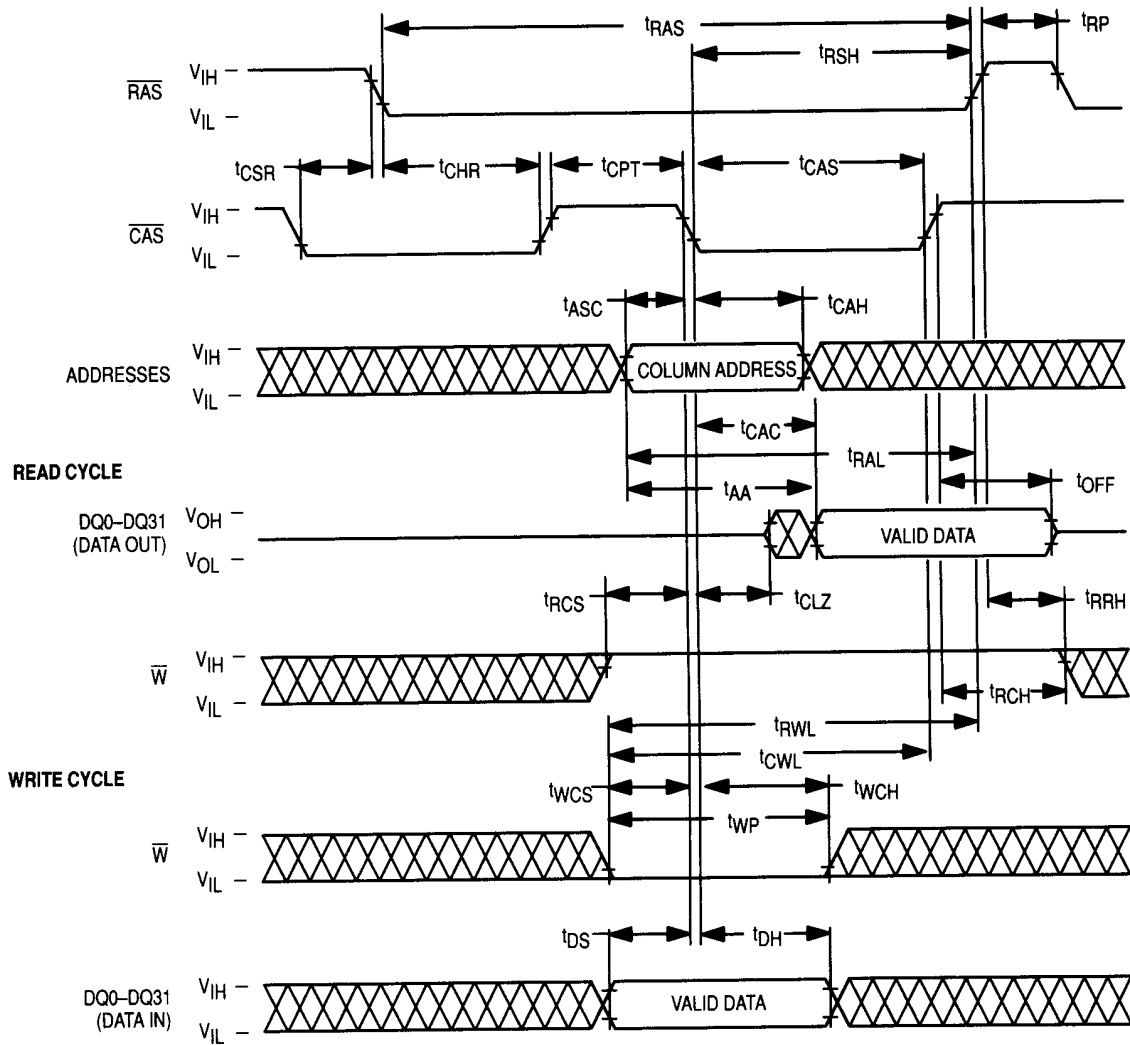 tRAS
tRP
tRSH
RAS
VIH –
VIL –
tCSR
tCHR
tCPT
tCAS
CAS
VIH –
VIL –
tASC
tCAH
ADDRESSES
VIH –
VIL –
COLUMN ADDRESS
tCAC
tRAL
READ CYCLE
tAA
tOFF
DQ0–DQ31
(DATA OUT)
VOH –
VOL –
VALID DATA
tRCS
tCLZ
tRRH
W
VIH –
VIL –
tRCH
tRWL
tCWL
WRITE CYCLE
tWCS
tWCH
tWP
W
VIH –
VIL –
tDS
tDH
DQ0–DQ31
(DATA IN)
VIH –
VIL –
VALID DATA